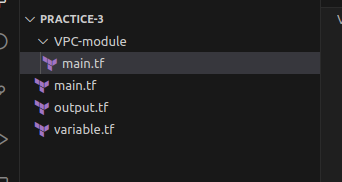 PRACTICE-3
VPC-module
main.tf
main.tf
output.tf
variable.tf